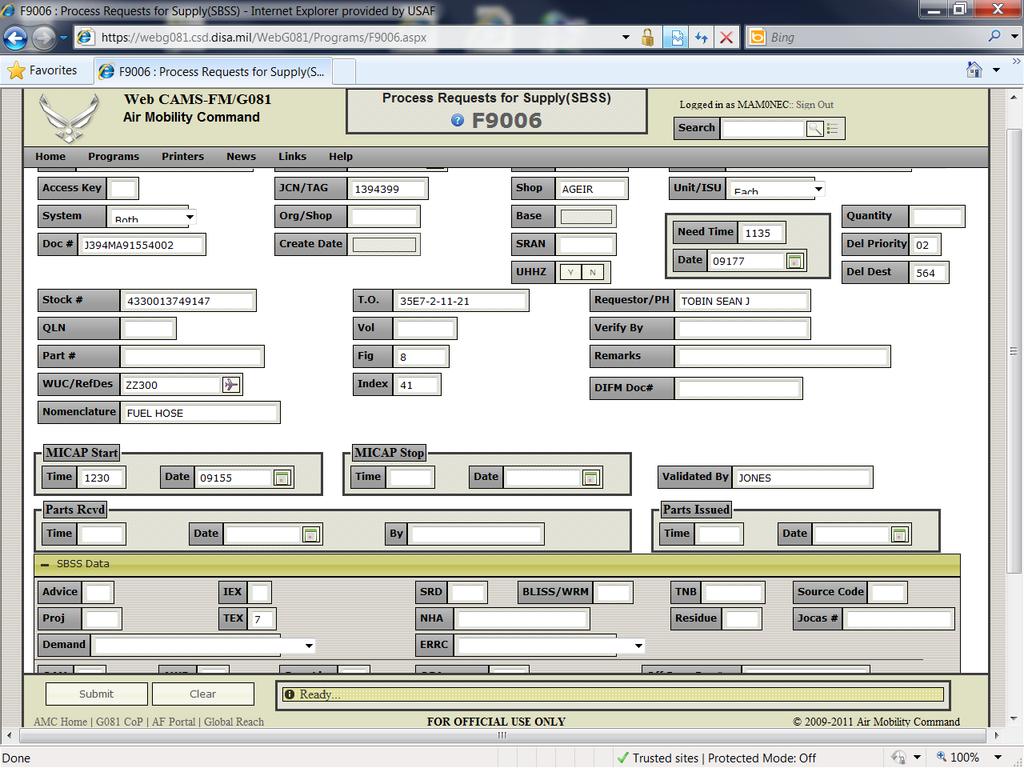 F9006 : Process Requests for Supply(SBSS) - Internet Explorer provided by USAF
https://webg081.csd.disa.mil/WebG081/Programs/F9006.aspx
Bing
Favorites
F9006 : Process Requests for Supply(S...
Web CAMS-FM/G081
Air Mobility Command
Process Requests for Supply(SBSS)
F9006
Logged in as MAM0NEC:: Sign Out
Search
Home Programs Printers News Links Help
Access Key JCN/TAG 1394399 Shop AGEIR Unit/ISU Each
System Both Org/Shop Base Need Time 1135 Quantity
Doc # J394MA91554002 Create Date SRAN Date 09177 Del Priority 02
UHHZ Y N Del Dest 564
Stock # 4330013749147 T.O. 35E7-2-11-21 Requestor/PH TOBIN SEAN J
QLN Vol Verify By
Part # Fig 8 Remarks
WUC/RefDes ZZ300 Index 41 DIFM Doc#
Nomenclature FUEL HOSE
MICAP Start MICAP Stop
Time 1230 Date 09155 Time Date Validated By JONES
Parts Rcvd Parts Issued
Time Date By Time Date
SBSS Data
Advice IEX SRD BLISS/WRM TNB Source Code
Proj TEX 7 NHA Residue Jocas #
Demand ERRC
Submit Clear Ready...
AMC Home | G081 CoP | AF Portal | Global Reach FOR OFFICIAL USE ONLY © 2009-2011 Air Mobility Command
Done Trusted sites | Protected Mode: Off 100%